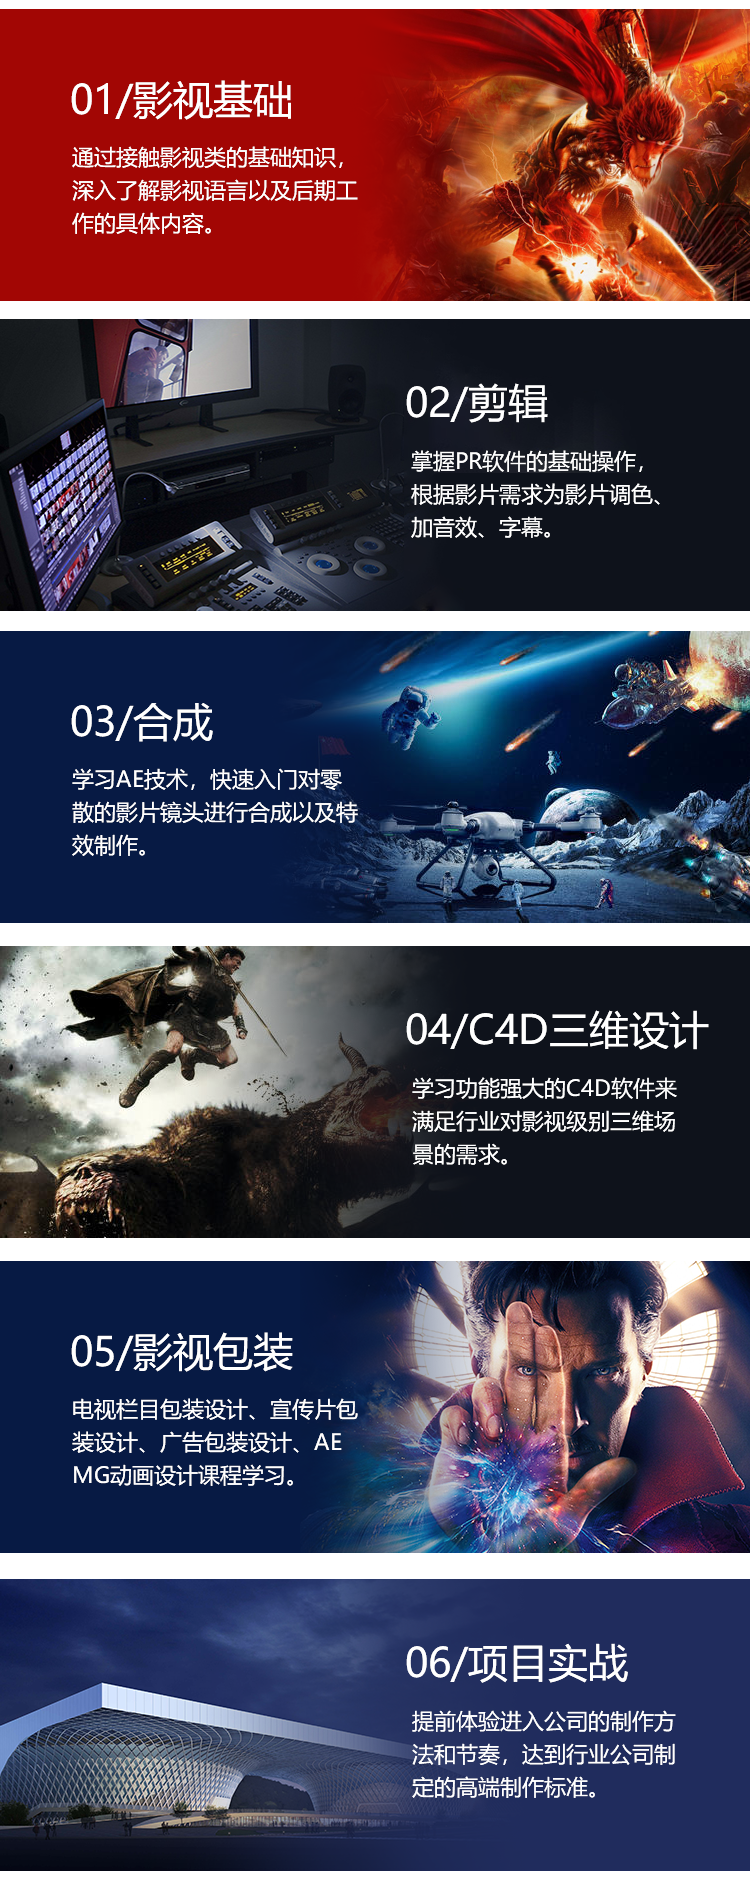 01/影视基础
通过接触影视类的基础知识，
深入了解影视语言以及后期工
作的具体内容。
02/剪辑
掌握PR软件的基础操作，
根据影片需求为影片调色、
加音效、字幕。
03/合成
学习AE技术，快速入门对零
散的影片镜头进行合成以及特
效制作。
04/C4D三维设计
学习功能强大的C4D软件来
满足行业对影视级别三维场
景的需求。
05/影视包装
电视栏目包装设计、宣传片包
装设计、广告包装设计、AE
MG动画设计课程学习。
06/项目实战
提前体验进入公司的制作方
法和节奏，达到行业公司制
定的高端制作标准。